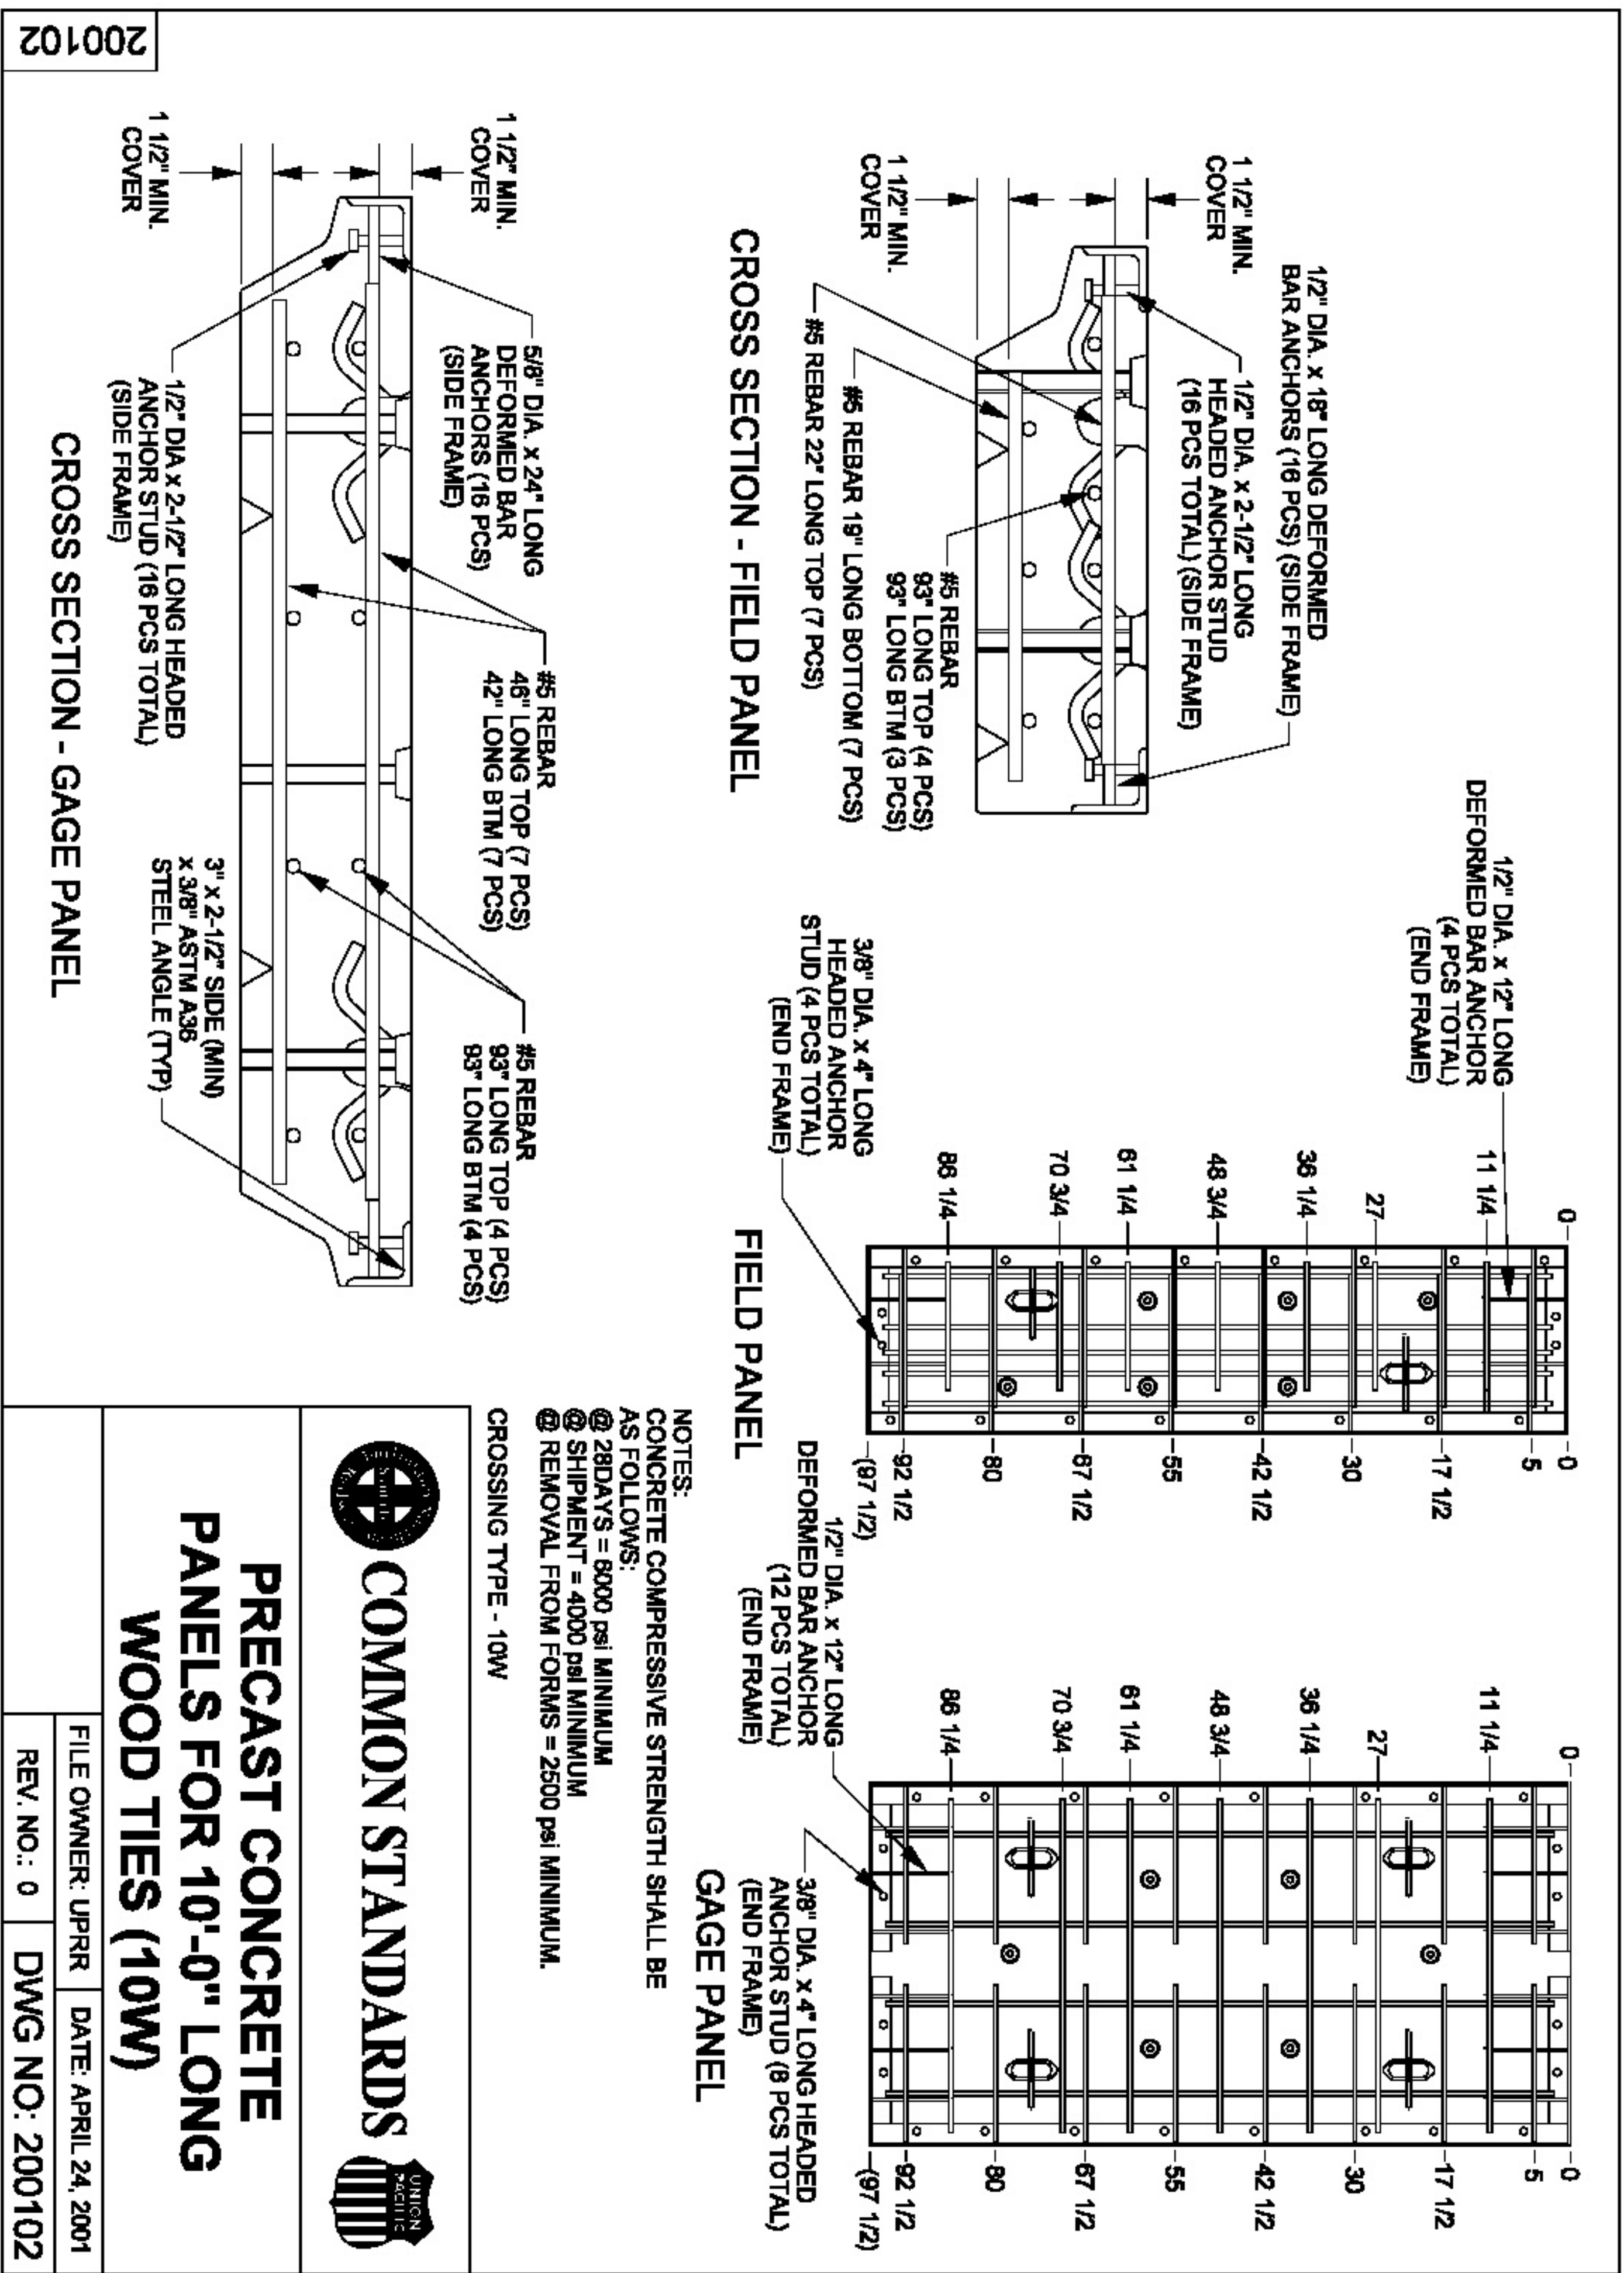 200102
1/2" DIA. x 18" LONG DEFORMED
BAR ANCHORS (16 PCS) (SIDE FRAME)
1/2" DIA. x 2-1/2" LONG
HEADED ANCHOR STUD
(16 PCS TOTAL) (SIDE FRAME)
1 1/2" MIN.
COVER
1 1/2" MIN.
COVER
#5 REBAR
93" LONG TOP (4 PCS)
93" LONG BTM (3 PCS)
#5 REBAR 19" LONG BOTTOM (7 PCS)
#5 REBAR 22" LONG TOP (7 PCS)
CROSS SECTION - FIELD PANEL
1/2" DIA. x 12" LONG
DEFORMED BAR ANCHOR
(4 PCS TOTAL)
(END FRAME)
3/8" DIA. x 4" LONG
HEADED ANCHOR
STUD (4 PCS TOTAL)
(END FRAME)
0
11 1/4
27
36 1/4
48 3/4
61 1/4
70 3/4
86 1/4
0
5
17 1/2
30
42 1/2
55
67 1/2
80
92 1/2
(97 1/2)
FIELD PANEL
0
11 1/4
27
36 1/4
48 3/4
61 1/4
70 3/4
86 1/4
0
5
17 1/2
30
42 1/2
55
67 1/2
80
92 1/2
(97 1/2)
1/2" DIA. x 12" LONG
DEFORMED BAR ANCHOR
(12 PCS TOTAL)
(END FRAME)
3/8" DIA. x 4" LONG HEADED
ANCHOR STUD (8 PCS TOTAL)
(END FRAME)
GAGE PANEL
1 1/2" MIN.
COVER
1 1/2" MIN.
COVER
5/8" DIA. x 24" LONG
DEFORMED BAR
ANCHORS (16 PCS)
(SIDE FRAME)
#5 REBAR
46" LONG TOP (7 PCS)
42" LONG BTM (7 PCS)
#5 REBAR
93" LONG TOP (4 PCS)
93" LONG BTM (4 PCS)
1/2" DIA x 2-1/2" LONG HEADED
ANCHOR STUD (16 PCS TOTAL)
(SIDE FRAME)
3" x 2-1/2" SIDE (MIN)
x 3/8" ASTM A36
STEEL ANGLE (TYP)
CROSS SECTION - GAGE PANEL
NOTES:
CONCRETE COMPRESSIVE STRENGTH SHALL BE
AS FOLLOWS:
@ 28DAYS = 6000 psi MINIMUM
@ SHIPMENT = 4000 psi MINIMUM
@ REMOVAL FROM FORMS = 2500 psi MINIMUM.
CROSSING TYPE - 10W
COMMON STANDARDS
UNION
PACIFIC
PRECAST CONCRETE
PANELS FOR 10'-0" LONG
WOOD TIES (10W)
FILE OWNER: UPRR
DATE: APRIL 24, 2001
REV. NO.: 0
DWG NO: 200102